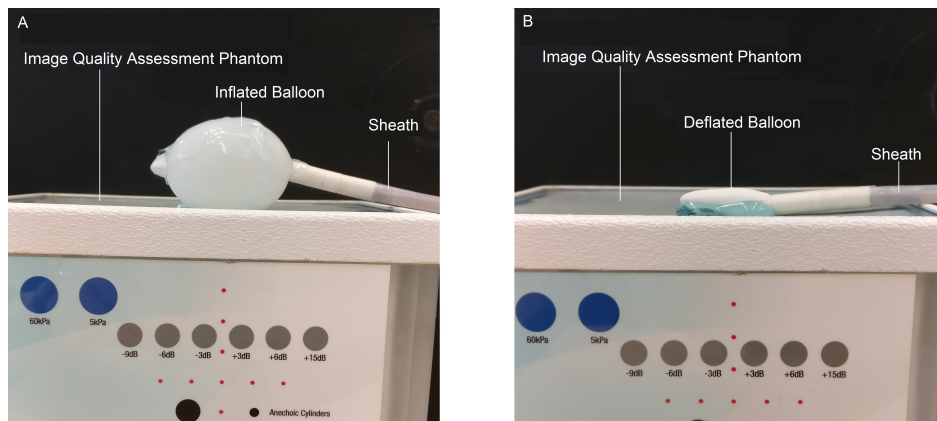 A
Image Quality Assessment Phantom
Inflated Balloon
Sheath
60kPa
5kPa
-9dB
-6dB
-3dB
+3dB
+6dB
+15dB
Anechoic Cylinders
B
Image Quality Assessment Phantom
Deflated Balloon
Sheath
60kPa
5kPa
-9dB
-6dB
-3dB
+3dB
+6dB
+15dB